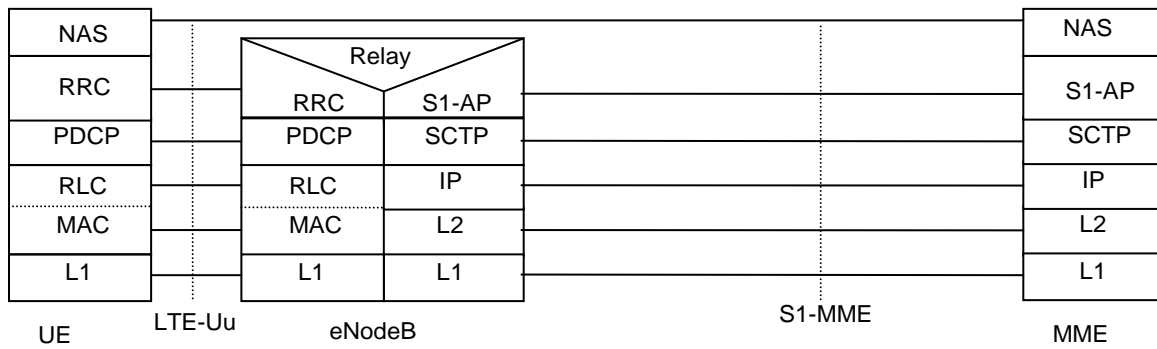 NAS NAS
Relay
RRC RRC S1-AP S1-AP
PDCP PDCP SCTP SCTP
RLC RLC IP IP
MAC MAC L2 L2
L1 L1 L1 L1
LTE-Uu S1-MME
UE eNodeB MME